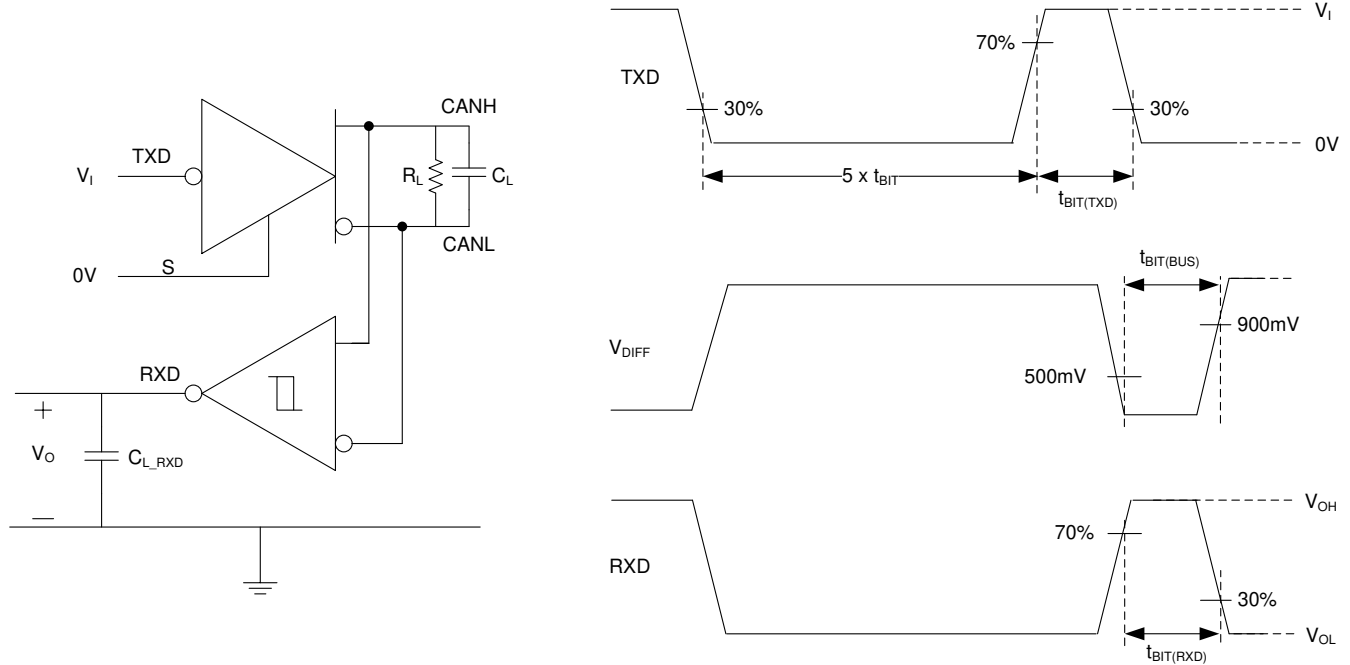 CANH
TXD
V_I
R_L
C_L
CANL
0V
S
RXD
+
V_O
C_L_RXD
—
V_I
70%
TXD
30%
30%
0V
5 x t_BIT
t_BIT(TXD)
t_BIT(BUS)
900mV
V_DIFF
500mV
V_OH
70%
RXD
30%
V_OL
t_BIT(RXD)